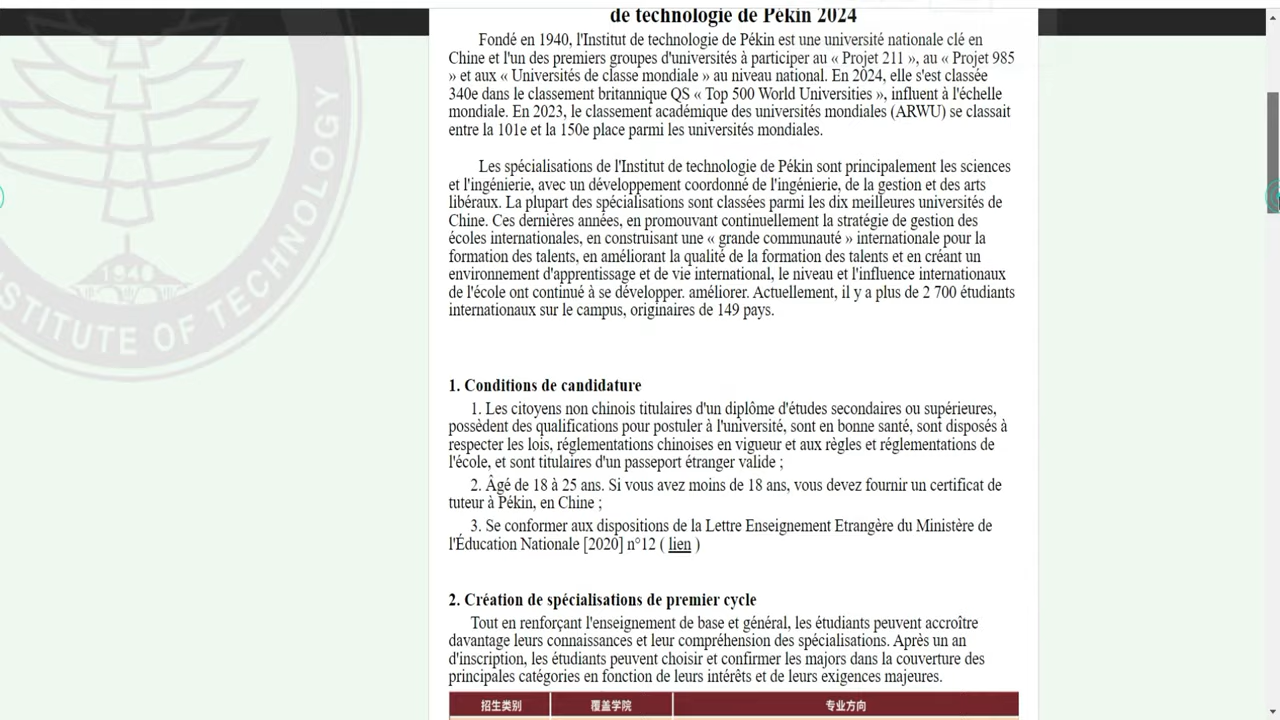 de technologie de Pékin 2024
Fondé en 1940, l'Institut de technologie de Pékin est une université nationale clé en
Chine et l'un des premiers groupes d'universités à participer au « Projet 211 », au « Projet 985
» et aux « Universités de classe mondiale » au niveau national. En 2024, elle s'est classée
340e dans le classement britannique QS « Top 500 World Universities », influent à l'échelle
mondiale. En 2023, le classement académique des universités mondiales (ARWU) se classait
entre la 101e et la 150e place parmi les universités mondiales.
Les spécialisations de l'Institut de technologie de Pékin sont principalement les sciences
et l'ingénierie, avec un développement coordonné de l'ingénierie, de la gestion et des arts
libéraux. La plupart des spécialisations sont classées parmi les dix meilleures universités de
Chine. Ces dernières années, en promouvant continuellement la stratégie de gestion des
écoles internationales, en construisant une « grande communauté » internationale pour la
formation des talents, en améliorant la qualité de la formation des talents et en créant un
environnement d'apprentissage et de vie international, le niveau et l'influence internationaux
de l'école ont continué à se développer. améliorer. Actuellement, il y a plus de 2 700 étudiants
internationaux sur le campus, originaires de 149 pays.
1. Conditions de candidature
1. Les citoyens non chinois titulaires d'un diplôme d'études secondaires ou supérieures,
possèdent des qualifications pour postuler à l'université, sont en bonne santé, sont disposés à
respecter les lois, réglementations chinoises en vigueur et aux règles et réglementations de
l'école, et sont titulaires d'un passeport étranger valide ;
2. Âgé de 18 à 25 ans. Si vous avez moins de 18 ans, vous devez fournir un certificat de
tuteur à Pékin, en Chine ;
3. Se conformer aux dispositions de la Lettre Enseignement Etrangère du Ministère de
l'Éducation Nationale [2020] n°12 ( lien )
2. Création de spécialisations de premier cycle
Tout en renforçant l'enseignement de base et général, les étudiants peuvent accroître
davantage leurs connaissances et leur compréhension des spécialisations. Après un an
d'inscription, les étudiants peuvent choisir et confirmer les majors dans la couverture des
principales catégories en fonction de leurs intérêts et de leurs exigences majeures.
招生类别 覆盖学院 专业方向
1940
INSTITUTE OF TECHNOLOGY